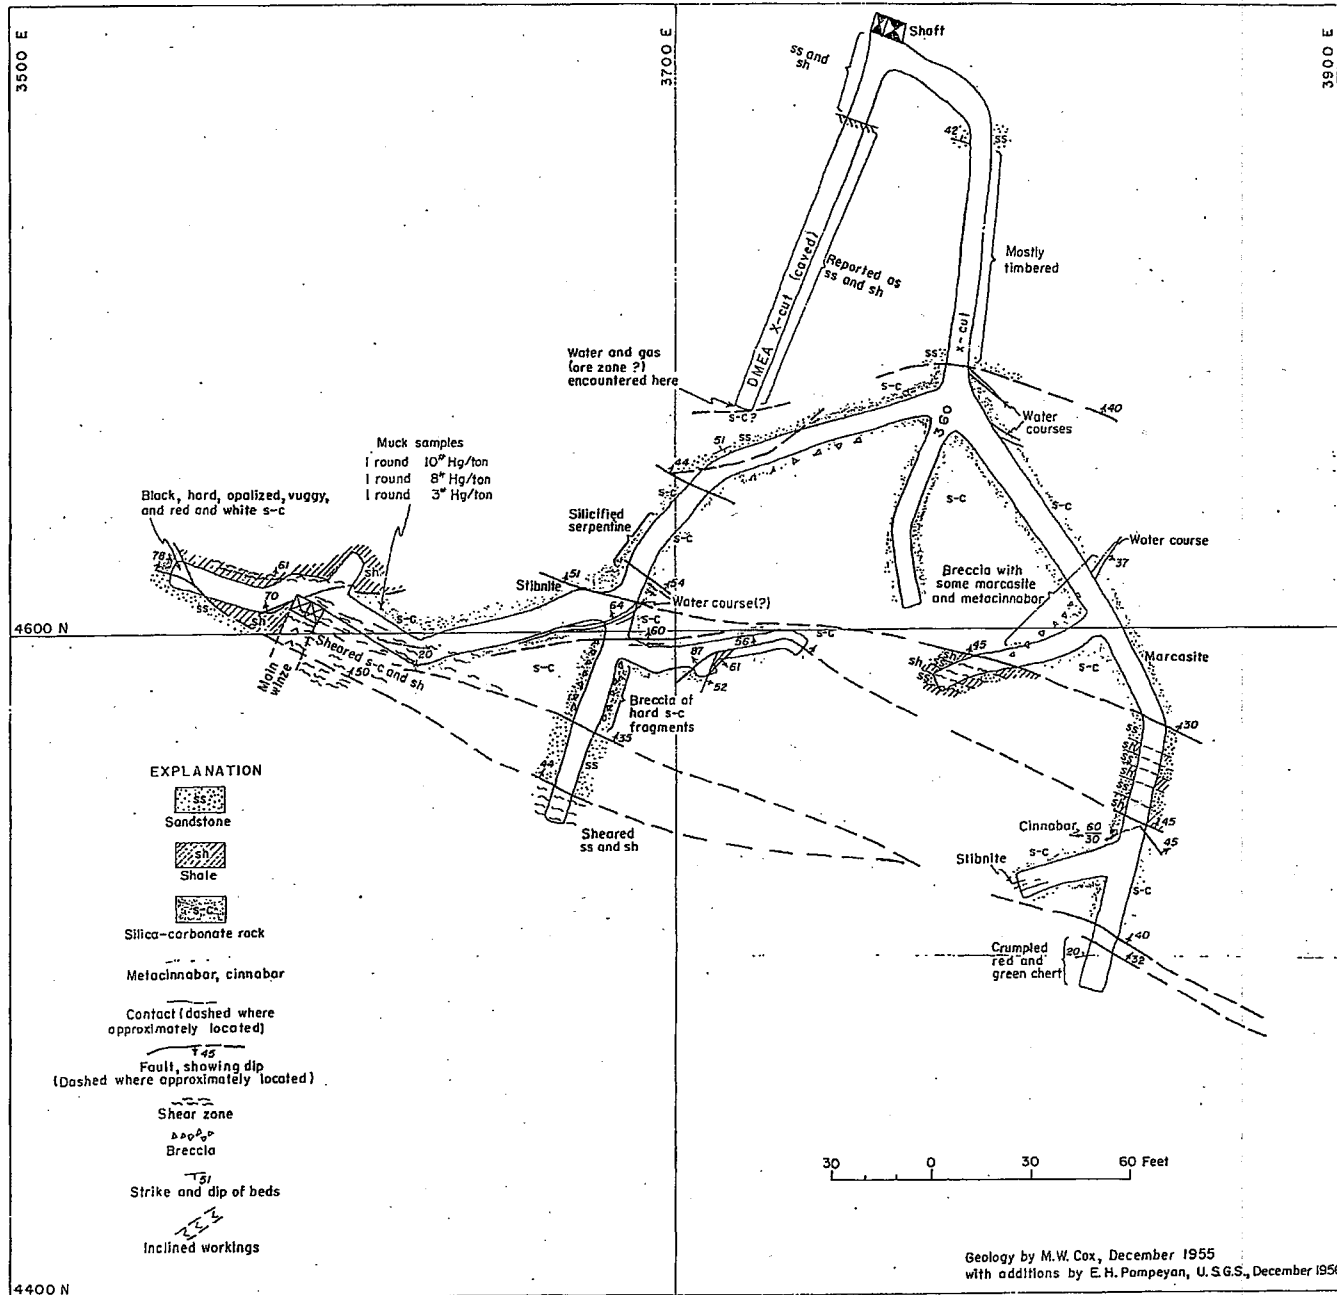 3500 E
3700 E
3900 E
Shaft
ss and
sh
42
ss
Mostly
timbered
DMEA X-cut (caved)
Reported as
ss and sh
x-cut
Water and gas
(ore zone ?)
encountered here
s-c?
ss
s-c
40
Water
courses
360
ss
51
44
s-c
Muck samples
1 round 10# Hg/ton
1 round 8# Hg/ton
1 round 3# Hg/ton
Black, hard, opalized, vuggy,
and red and white s-c
Silicified
serpentine
s-c
s-c
s-c
Water course
37
Breccia with
some marcasite
and metacinnabar
78
61
70
sh
ss
sh
s-c
Stibnite
51
54
64
Water course(?)
s-c
60
4600 N
Main
winze
Sheared s-c and sh
20
50
s-c
87
56
61
52
s-c
Breccia of
hard s-c
fragments
35
44
ss
Sheared
ss and sh
sh
sh
ss
45
s-c
Marcasite
30
ss
Cinnabar
60
30
45
45
s-c
Stibnite
s-c
40
32
Crumpled
red and
green chert
20
EXPLANATION
ss
Sandstone
sh
Shale
s-c
Silica-carbonate rock
Metacinnabar, cinnabar
Contact (dashed where
approximately located)
45
Fault, showing dip
(Dashed where approximately located)
Shear zone
Breccia
51
Strike and dip of beds
Inclined workings
30 0 60 Feet
Geology by M.W. Cox, December 1955
with additions by E. H. Pampeyan, U.S.G.S., December 1956
4400 N